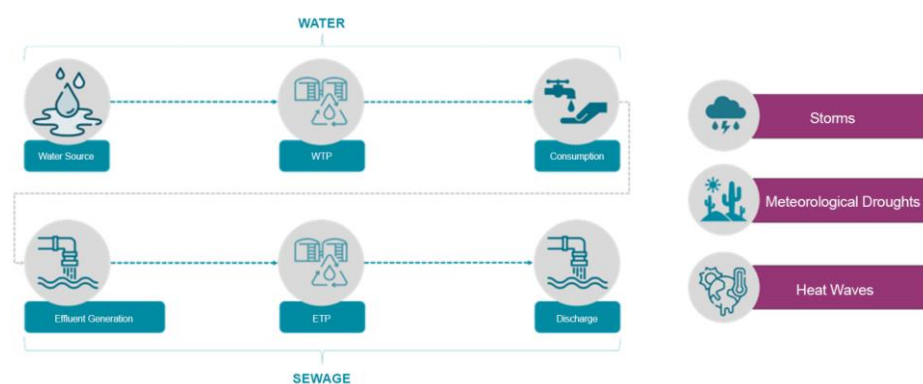 WATER
Water Source
WTP
Consumption
Effluent Generation
ETP
Discharge
SEWAGE
Storms
Meteorological Droughts
Heat Waves